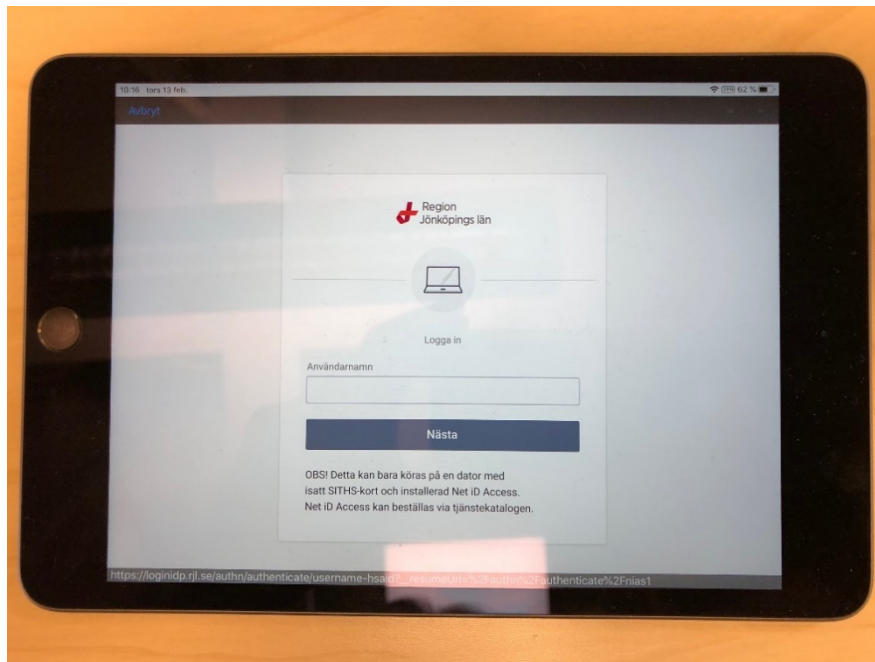 10:16 tors 13 feb.
62 %
Avbryt
Region
Jönköpings län
Logga in
Användarnamn
Nästa
OBS! Detta kan bara köras på en dator med
isatt SITHS-kort och installerad Net iD Access.
Net iD Access kan beställas via tjänstekatalogen.
https://loginidp.rjl.se/authn/authenticate/username-hsaid?_resumeUrl=%2Fauthn%2Fauthenticate%2Fnias1